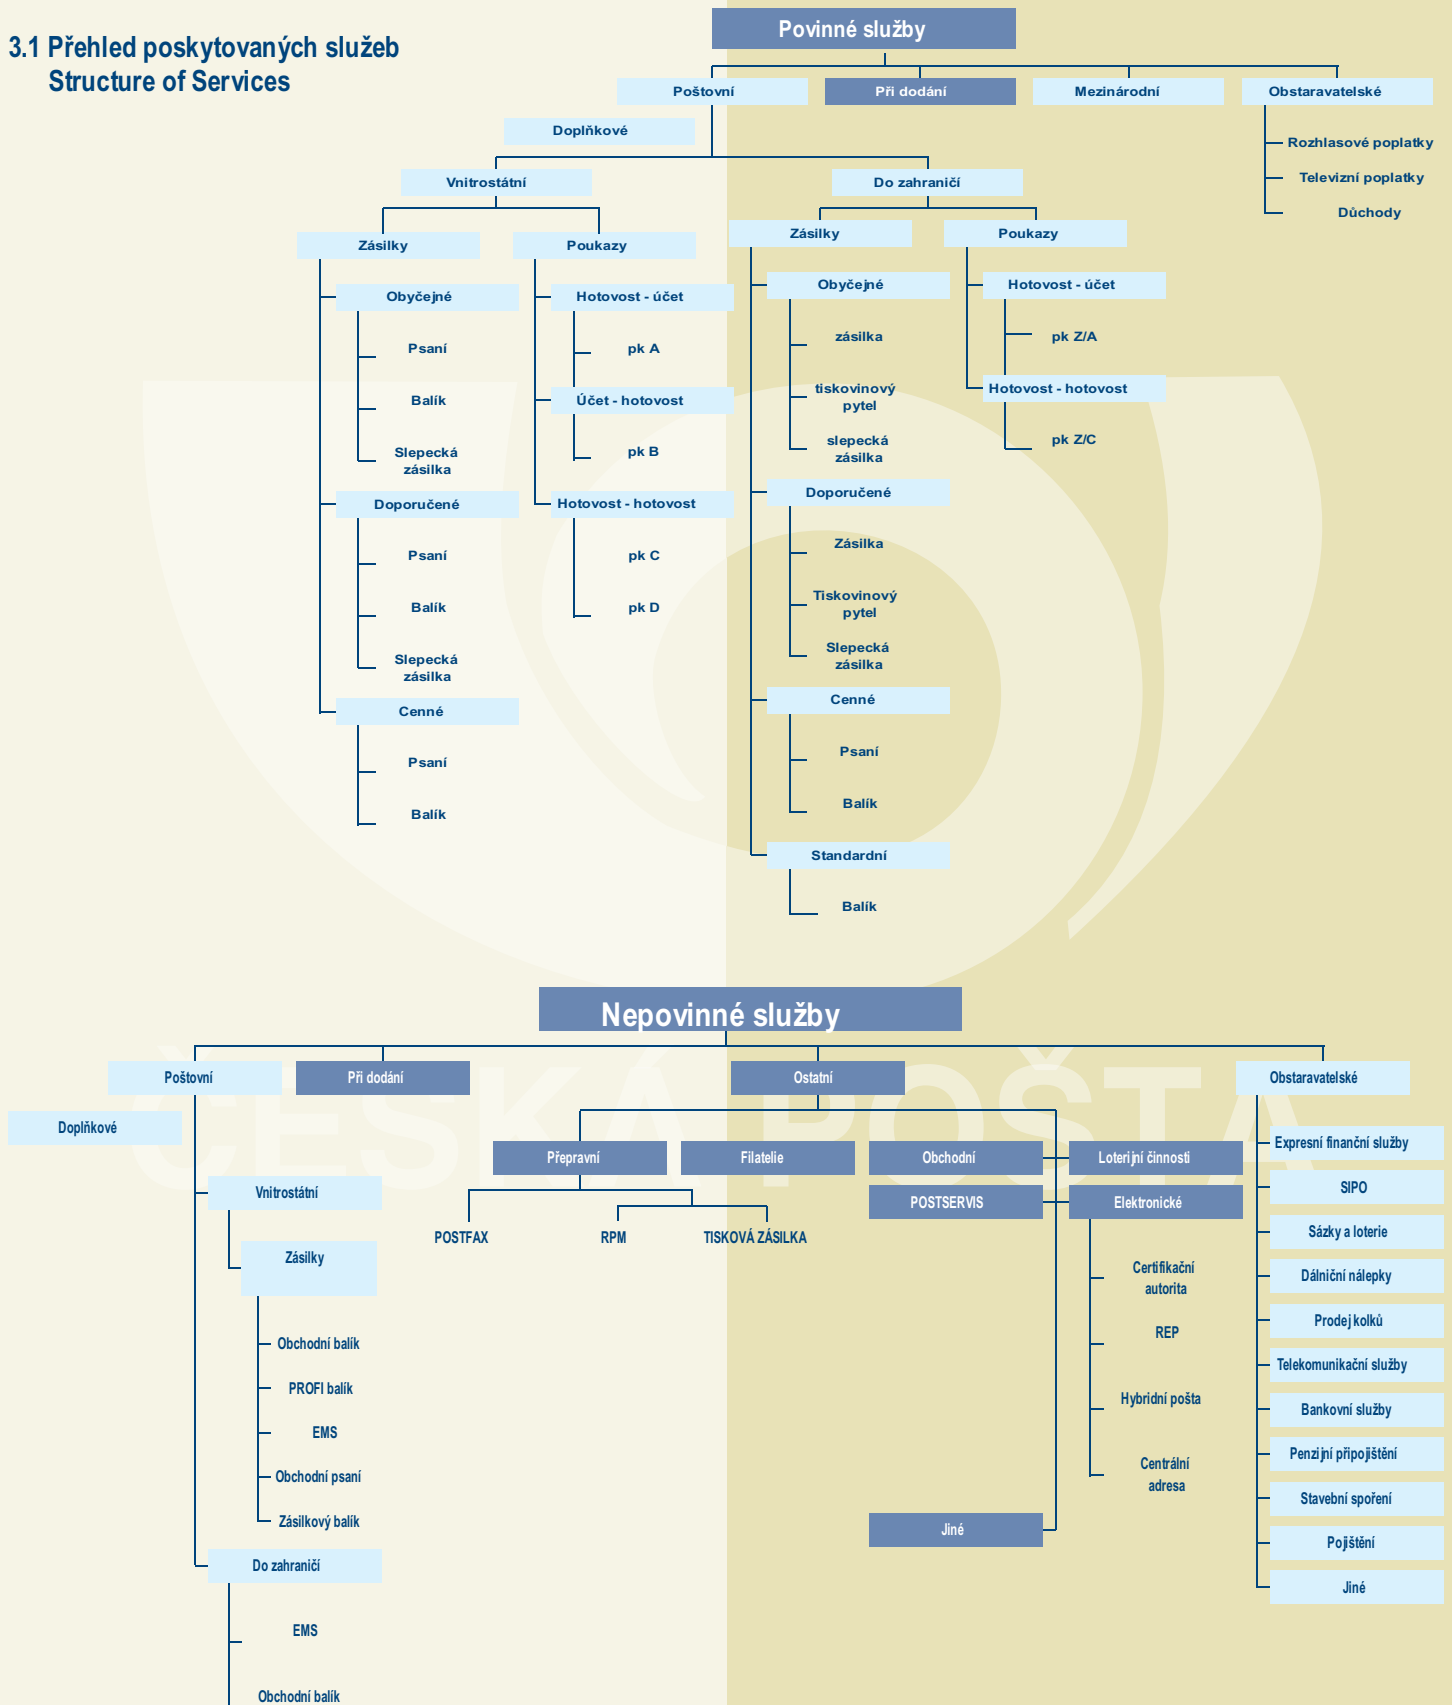 3.1 Přehled poskytovaných služeb
Structure of Services
Povinné služby
Poštovní
Při dodání
Mezinárodní
Obstaravatelské
Doplňkové
Rozhlasové poplatky
Televizní poplatky
Důchody
Vnitrostátní
Do zahraničí
Zásilky
Poukazy
Zásilky
Poukazy
Obyčejné
Psaní
Balík
Slepecká
zásilka
Doporučené
Psaní
Balík
Slepecká
zásilka
Cenné
Psaní
Balík
Hotovost - účet
pk A
Účet - hotovost
pk B
Hotovost - hotovost
pk C
pk D
Obyčejné
zásilka
tiskovinový
pytel
slepecká
zásilka
Doporučené
Zásilka
Tiskovinový
pytel
Slepecká
zásilka
Cenné
Psaní
Balík
Standardní
Balík
Hotovost - účet
pk Z/A
Hotovost - hotovost
pk Z/C
ČESKÁ POŠTA
Nepovinné služby
Poštovní
Při dodání
Ostatní
Obstaravatelské
Doplňkové
Vnitrostátní
Zásilky
Obchodní balík
PROFI balík
EMS
Obchodní psaní
Zásilkový balík
Do zahraničí
EMS
Obchodní balík
Přepravní
Filatelie
Obchodní
Loterijní činnosti
POSTSERVIS
Elektronické
POSTFAX
RPM
TISKOVÁ ZÁSILKA
Certifikační
autorita
REP
Hybridní pošta
Centrální
adresa
Jiné
Expresní finanční služby
SIPO
Sázky a loterie
Dálniční nálepky
Prodej kolků
Telekomunikační služby
Bankovní služby
Penzijní připojištění
Stavební spoření
Pojištění
Jiné